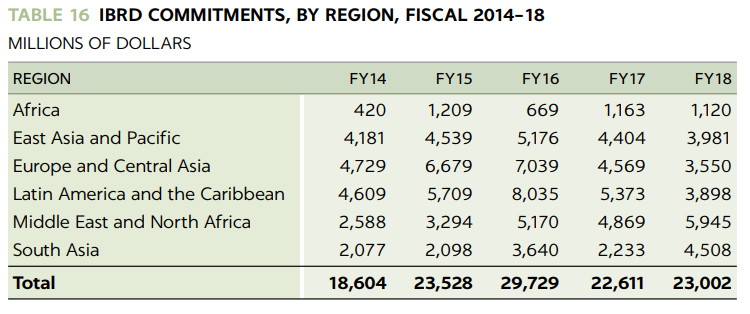 TABLE 16 IBRD COMMITMENTS, BY REGION, FISCAL 2014–18
MILLIONS OF DOLLARS
REGION FY14 FY15 FY16 FY17 FY18
Africa 420 1,209 669 1,163 1,120
East Asia and Pacific 4,181 4,539 5,176 4,404 3,981
Europe and Central Asia 4,729 6,679 7,039 4,569 3,550
Latin America and the Caribbean 4,609 5,709 8,035 5,373 3,898
Middle East and North Africa 2,588 3,294 5,170 4,869 5,945
South Asia 2,077 2,098 3,640 2,233 4,508
Total 18,604 23,528 29,729 22,611 23,002